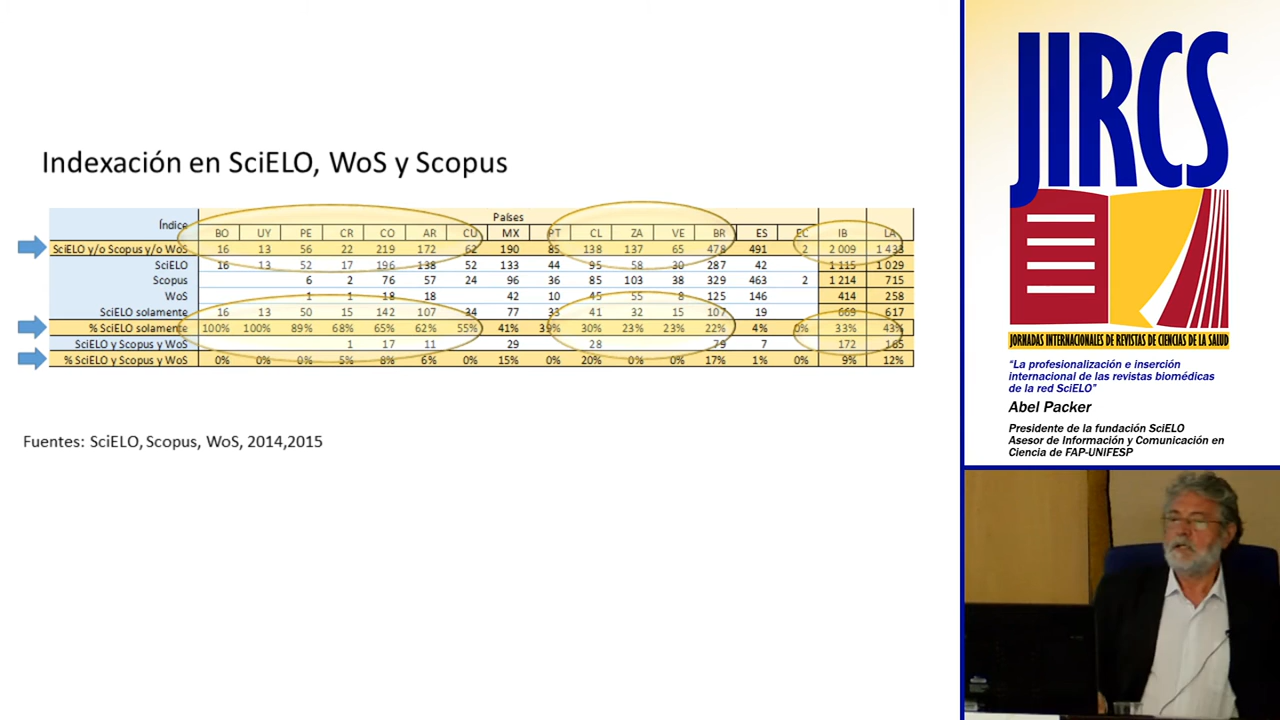 Indexación en SciELO, WoS y Scopus
Índice Países
BO UY PE CR CO AR CU MX PT CL ZA VE BR ES EC IB LA
SciELO y/o Scopus y/o WoS 16 13 56 22 219 172 62 190 85 138 137 65 478 491 2 2 009 1 433
SciELO 16 13 52 17 196 138 52 133 44 95 58 30 287 42 1 115 1 029
Scopus 6 2 76 57 24 96 36 85 103 38 329 463 2 1 214 715
WoS 1 1 18 18 42 10 45 55 8 125 146 414 258
SciELO solamente 16 13 50 15 142 107 34 77 33 41 32 15 107 19 669 617
% SciELO solamente 100% 100% 89% 68% 65% 62% 55% 41% 39% 30% 23% 23% 22% 4% 0% 33% 43%
SciELO y Scopus y WoS 1 17 11 29 28 79 7 172 165
% SciELO y Scopus y WoS 0% 0% 0% 5% 8% 6% 0% 15% 0% 20% 0% 0% 17% 1% 0% 9% 12%
Fuentes: SciELO, Scopus, WoS, 2014,2015
JIRCS
JORNADAS INTERNACIONALES DE REVISTAS DE CIENCIAS DE LA SALUD
“La profesionalización e inserción
internacional de las revistas biomédicas
de la red SciELO”
Abel Packer
Presidente de la fundación SciELO
Asesor de Información y Comunicación en
Ciencia de FAP-UNIFESP